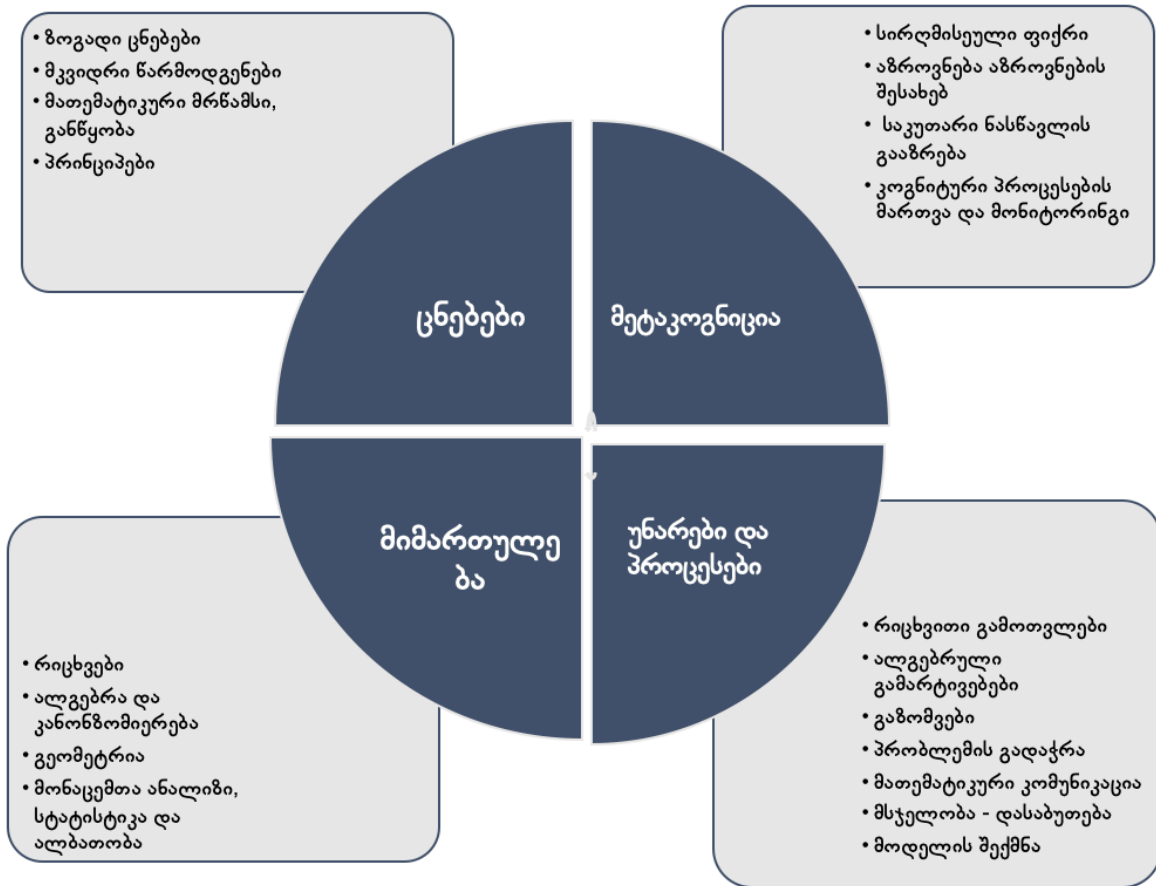 • ზოგადი ცნებები
• მკვიდრი წარმოდგენები
• მათემატიკური მრწამსი,
განწყობა
• პრინციპები
• სირღმისეული ფიქრი
• აზროვნება აზროვნების
შესახებ
• საკუთარი ნასწავლის
გააზრება
• კოგნიტური პროცესების
მართვა და მონიტორინგი
ცნებები
მეტაკოგნიცია
მიმართულე
ბა
უნარები და
პროცესები
• რიცხვები
• ალგებრა და
კანონზომიერება
• გეომეტრია
• მონაცემთა ანალიზი,
სტატისტიკა და
ალბათობა
• რიცხვითი გამოთვლები
• ალგებრული
გამარტივებები
• გაზომვები
• პრობლემის გადაჭრა
• მათემატიკური კომუნიკაცია
• მსჯელობა - დასაბუთება
• მოდელის შექმნა